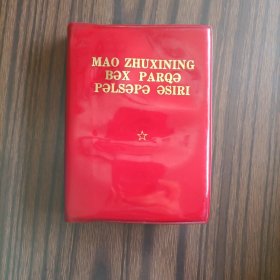 MAO ZHUXINING
BƏX PARQƏ
PƏLSƏPƏ ƏSIRI